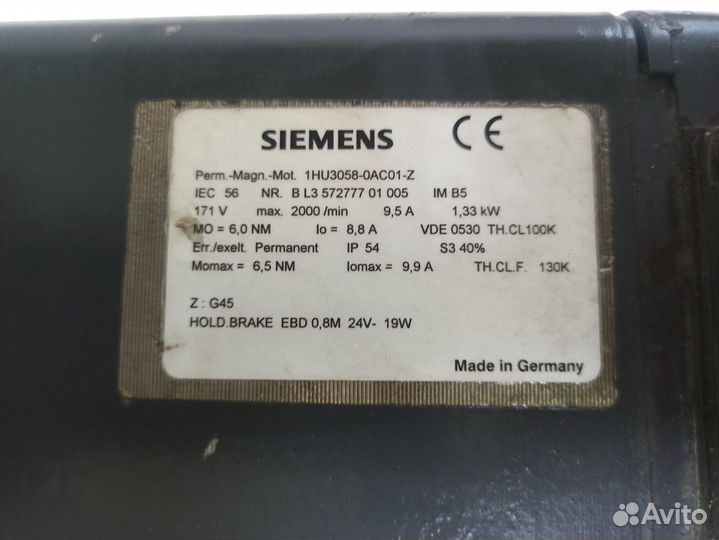 SIEMENS CE
Perm.-Magn.-Mot. 1HU3058-0AC01-Z
IEC 56 NR. B L3 572777 01 005 IM B5
171 V max. 2000 /min 9,5 A 1,33 kW
MO = 6,0 NM Io = 8,8 A VDE 0530 TH.CL100K
Err./exelt. Permanent IP 54 S3 40%
Momax = 6,5 NM Iomax = 9,9 A TH.CL.F. 130K
Z : G45
HOLD.BRAKE EBD 0,8M 24V- 19W
Made in Germany
Avito